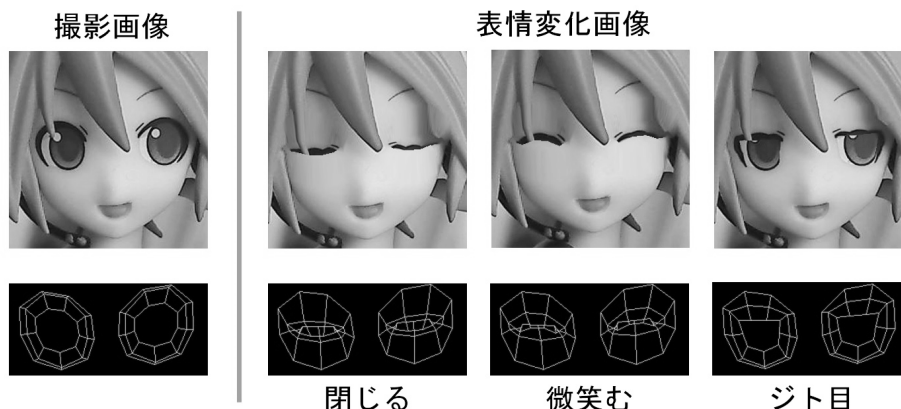 撮影画像
表情変化画像
閉じる
微笑む
ジト目